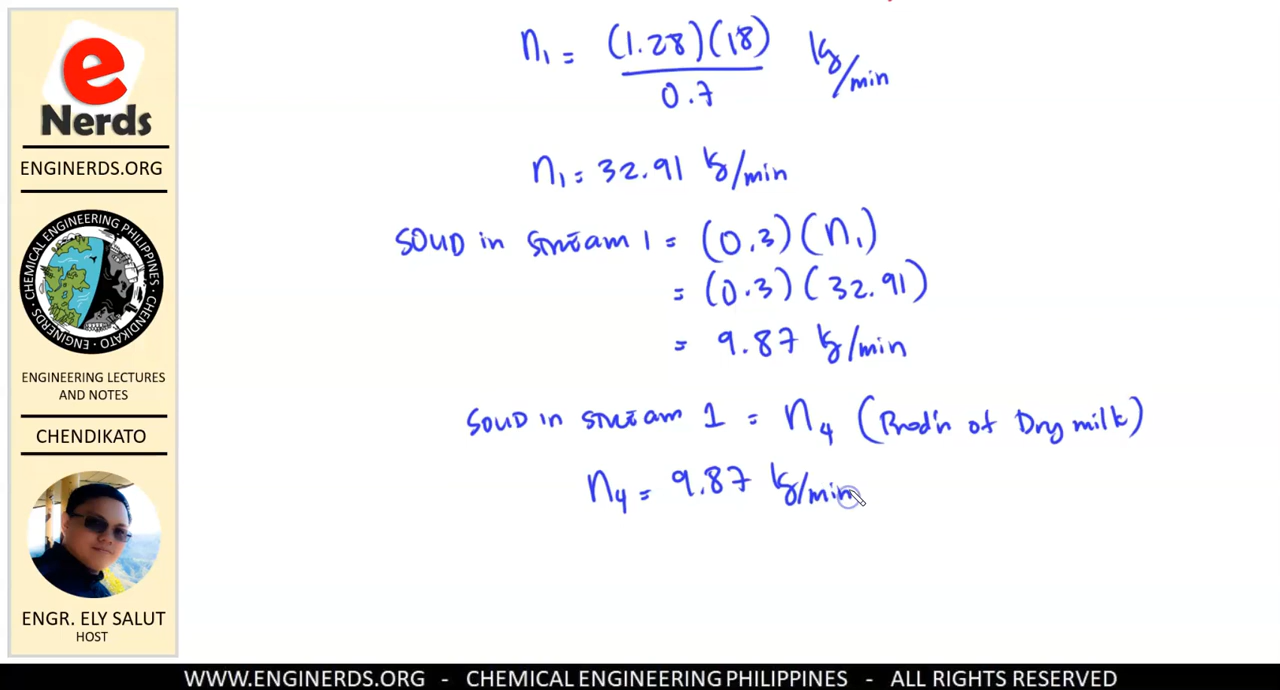 e
Nerds
ENGINERDS.ORG
CHEMICAL ENGINEERING PHILIPPINES
ENGINERDS - CHENDIKATO
ENGINEERING LECTURES
AND NOTES
CHENDIKATO
ENGR. ELY SALUT
HOST
n₁ = (1.28)(18) / 0.7 kg/min
n₁ = 32.91 kg/min
SOLID in stream 1 = (0.3)(n₁)
= (0.3)(32.91)
= 9.87 kg/min
SOLID in stream 1 = n₄ (Prod'n of Dry milk)
n₄ = 9.87 kg/min
WWW.ENGINERDS.ORG - CHEMICAL ENGINEERING PHILIPPINES - ALL RIGHTS RESERVED